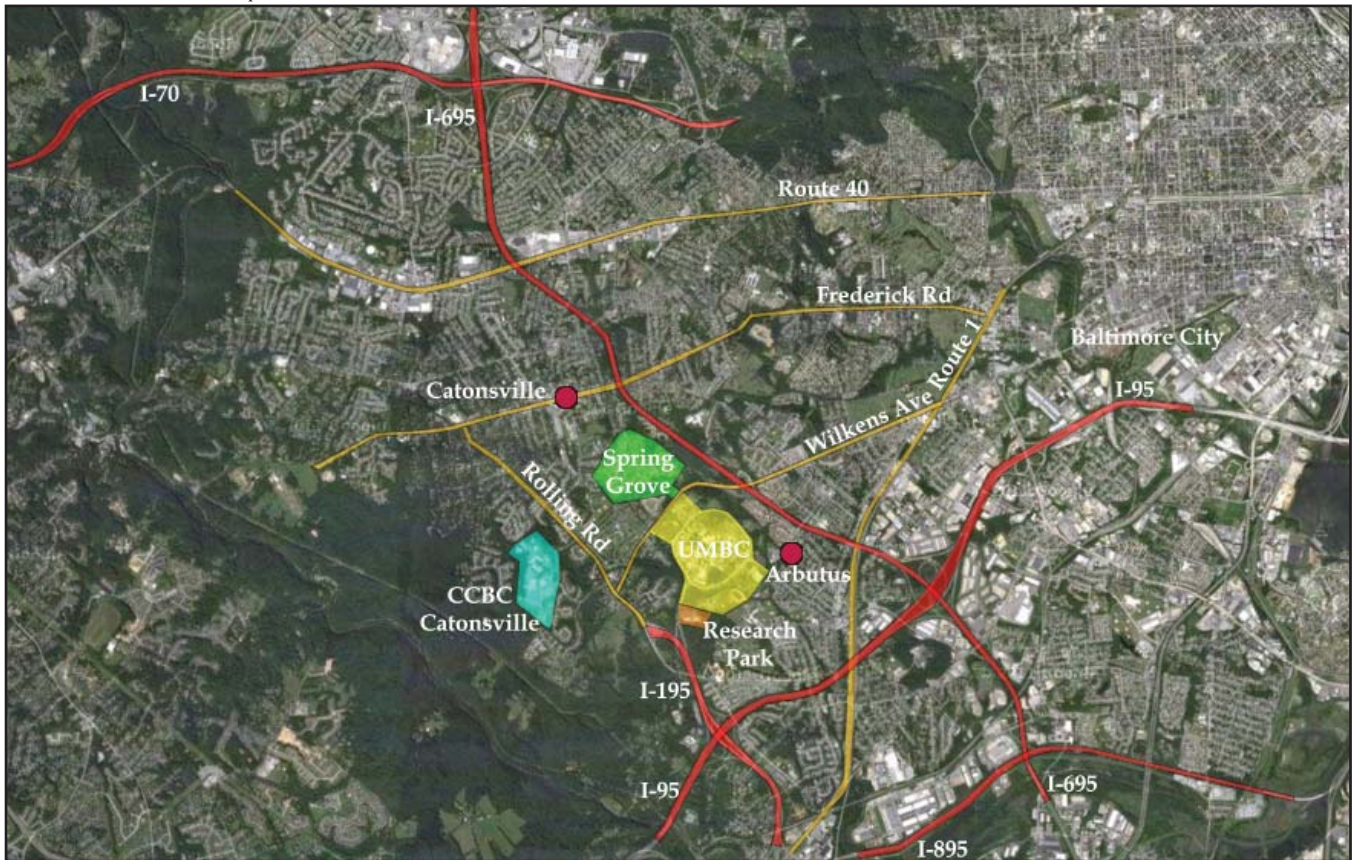 I-70
I-695
Route 40
Frederick Rd
Baltimore City
Route 1
I-95
Catonsville
Wilkens Ave
Spring
Grove
Rolling Rd
UMBC
Arbutus
CCBC
Catonsville
Research
Park
I-195
I-95
I-695
I-895